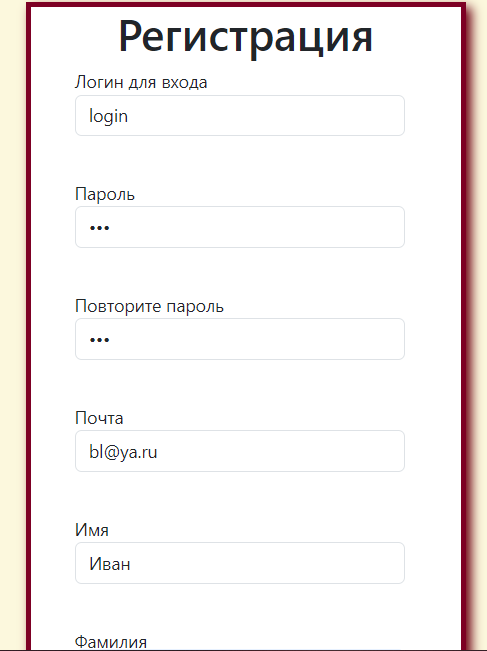 Регистрация
Логин для входа
login
Пароль
•••
Повторите пароль
•••
Почта
bl@ya.ru
Имя
Иван
Фамилия